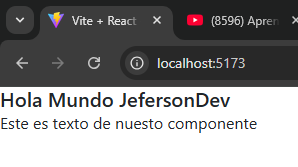 Vite + React
(8596) Apren
localhost:5173
Hola Mundo JefersonDev
Este es texto de nuesto componente